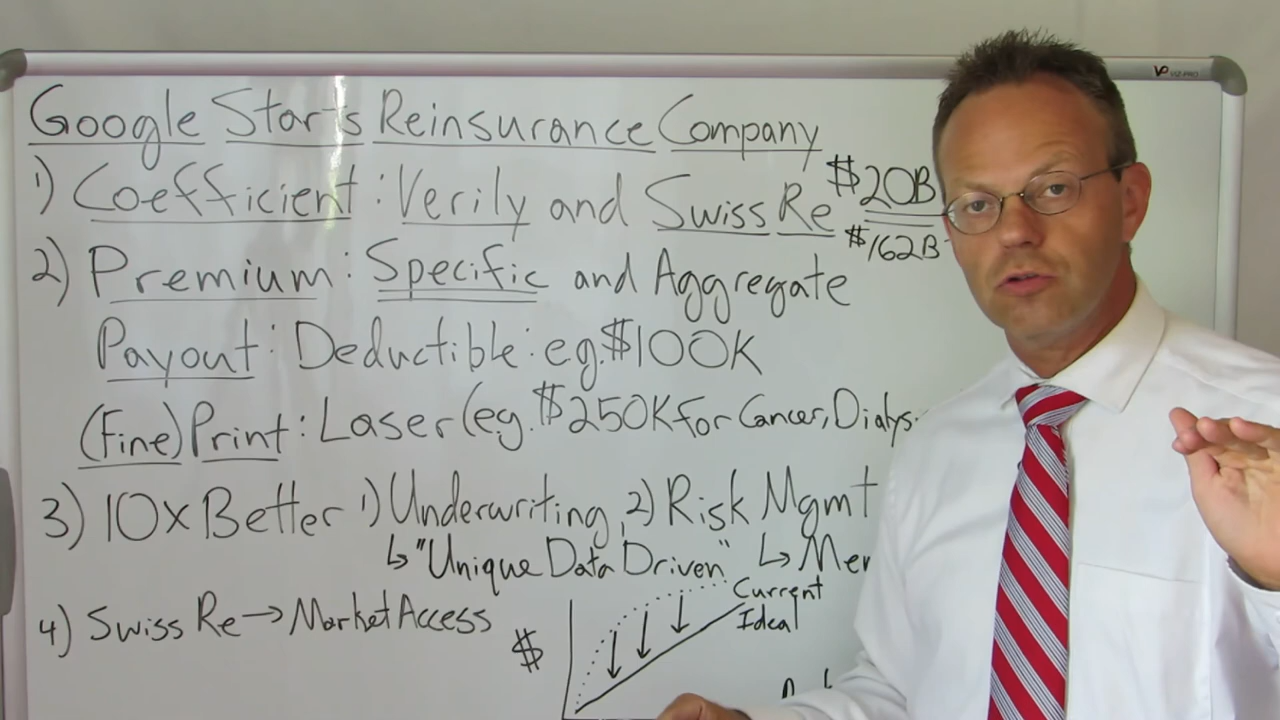 VIZ-PRO
Google Starts Reinsurance Company
1) Coefficient: Verily and Swiss Re $20B
$162B
2) Premium: Specific and Aggregate
Payout: Deductible: eg. $100K
(Fine) Print: Laser (eg. $250K for Cancer, Dialys
3) 10x Better 1) Underwriting, 2) Risk Mgmt
↳ "Unique Data Driven" ↳ Mer
Current
4) Swiss Re → Market Access
Ideal
$